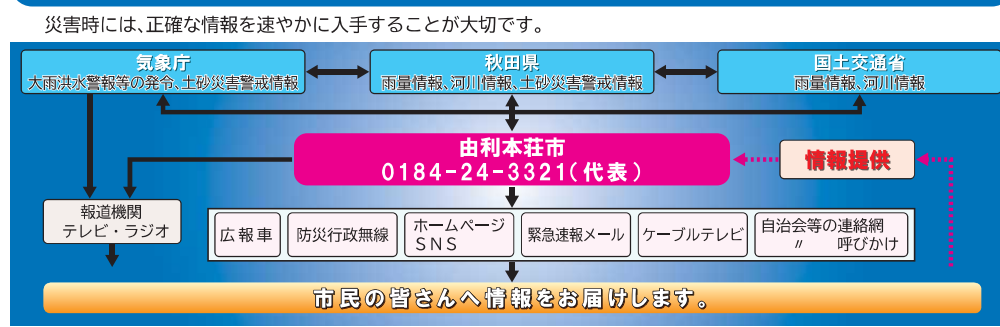 災害時には、正確な情報を速やかに入手することが大切です。
気象庁
大雨洪水警報等の発令、土砂災害警戒情報
秋田県
雨量情報、河川情報、土砂災害警戒情報
国土交通省
雨量情報、河川情報
由利本荘市
0184-24-3321(代表)
情報提供
報道機関
テレビ・ラジオ
広報車
防災行政無線
ホームページ
SNS
緊急速報メール
ケーブルテレビ
自治会等の連絡網
〃 呼びかけ
市民の皆さんへ情報をお届けします。